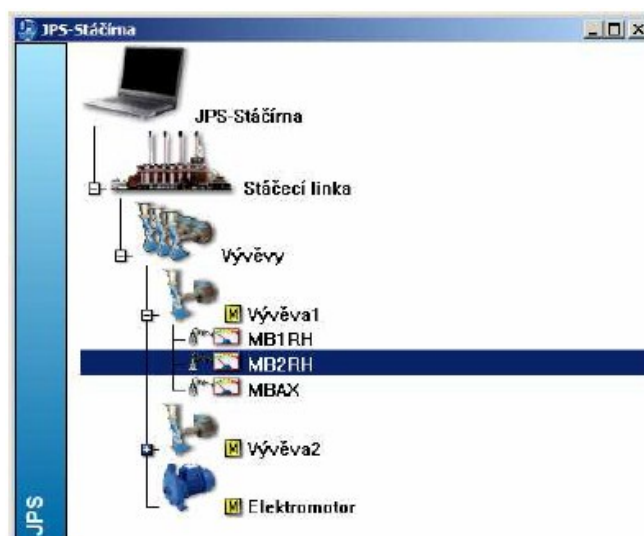 JPS-Stáčírna
JPS-Stáčírna
Stáčecí linka
Vývěvy
M Vývěva1
MB1RH
MB2RH
MBAX
M Vývěva2
M Elektromotor
JPS